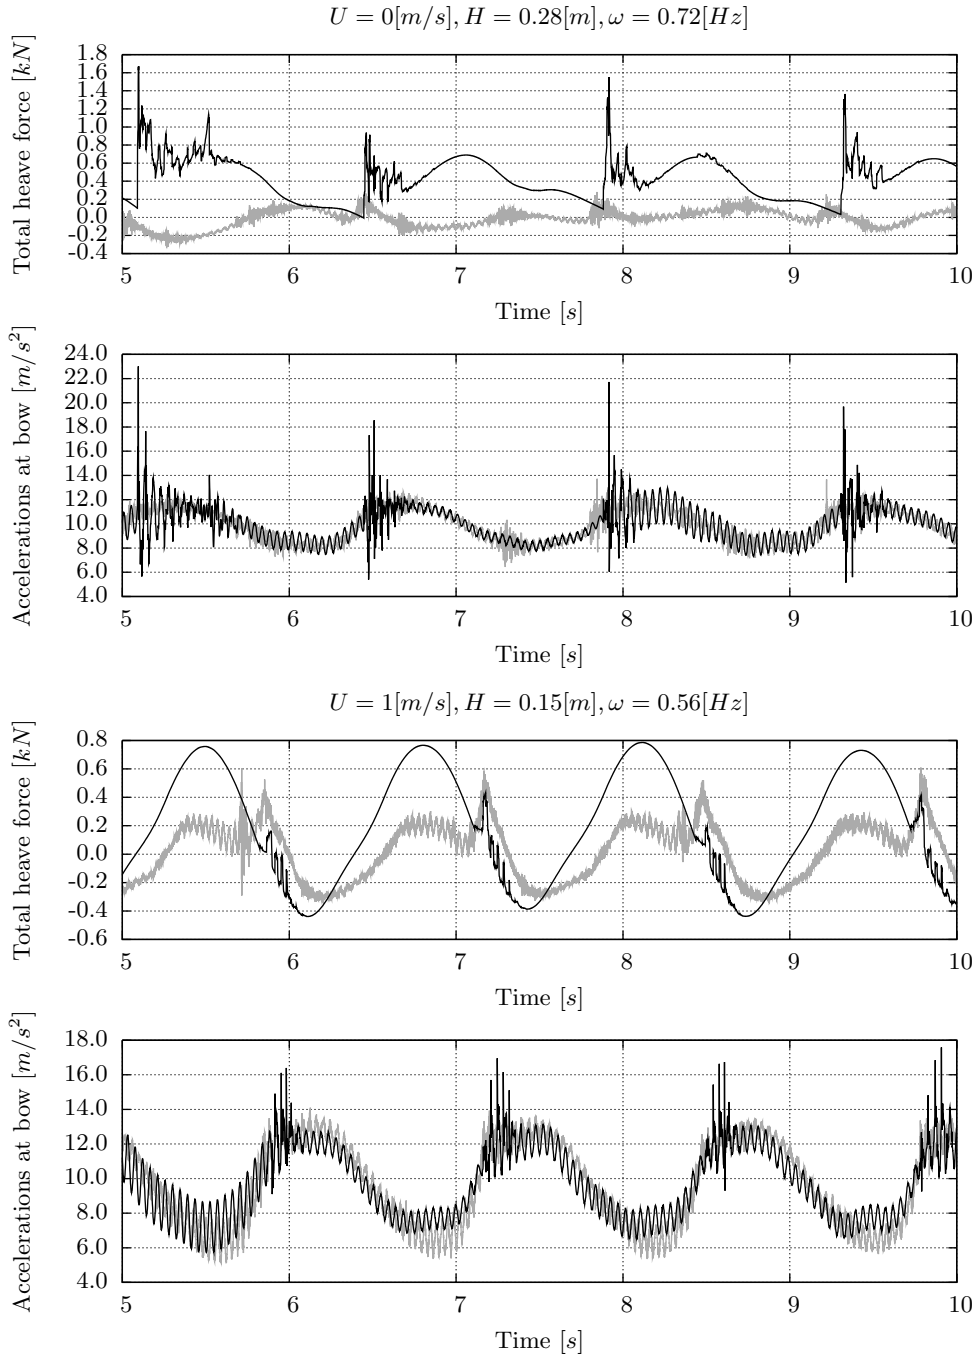 U = 0[m/s], H = 0.28[m], ω = 0.72[Hz]
Total heave force [kN]
1.8
1.6
1.4
1.2
1.0
0.8
0.6
0.4
0.2
0.0
-0.2
-0.4
5 6 7 8 9 10
Time [s]
Accelerations at bow [m/s²]
24.0
22.0
20.0
18.0
16.0
14.0
12.0
10.0
8.0
6.0
4.0
5 6 7 8 9 10
Time [s]
U = 1[m/s], H = 0.15[m], ω = 0.56[Hz]
Total heave force [kN]
0.8
0.6
0.4
0.2
0.0
-0.2
-0.4
-0.6
5 6 7 8 9 10
Time [s]
Accelerations at bow [m/s²]
18.0
16.0
14.0
12.0
10.0
8.0
6.0
4.0
5 6 7 8 9 10
Time [s]